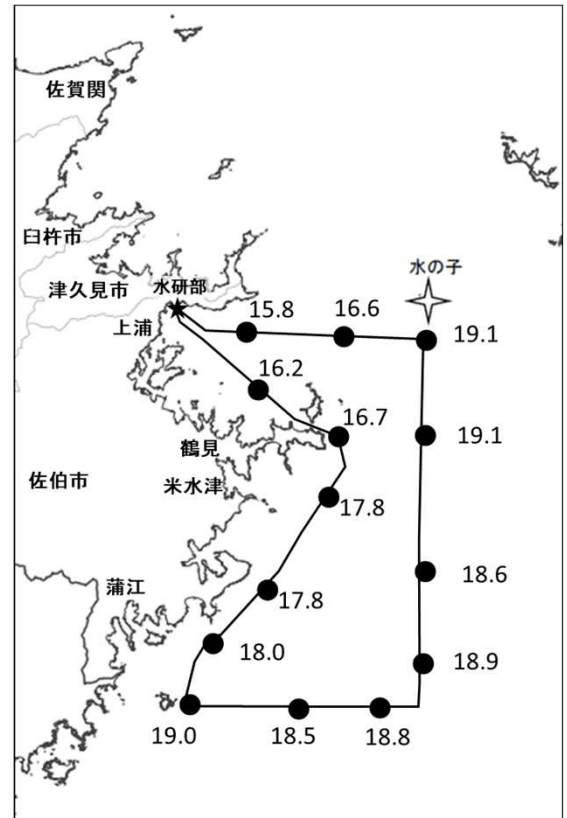 佐賀関
臼杵市
水の子
津久見市
水研部
上浦
15.8
16.6
19.1
16.2
16.7
19.1
鶴見
佐伯市
米水津
17.8
18.6
蒲江
17.8
18.0
18.9
19.0
18.5
18.8